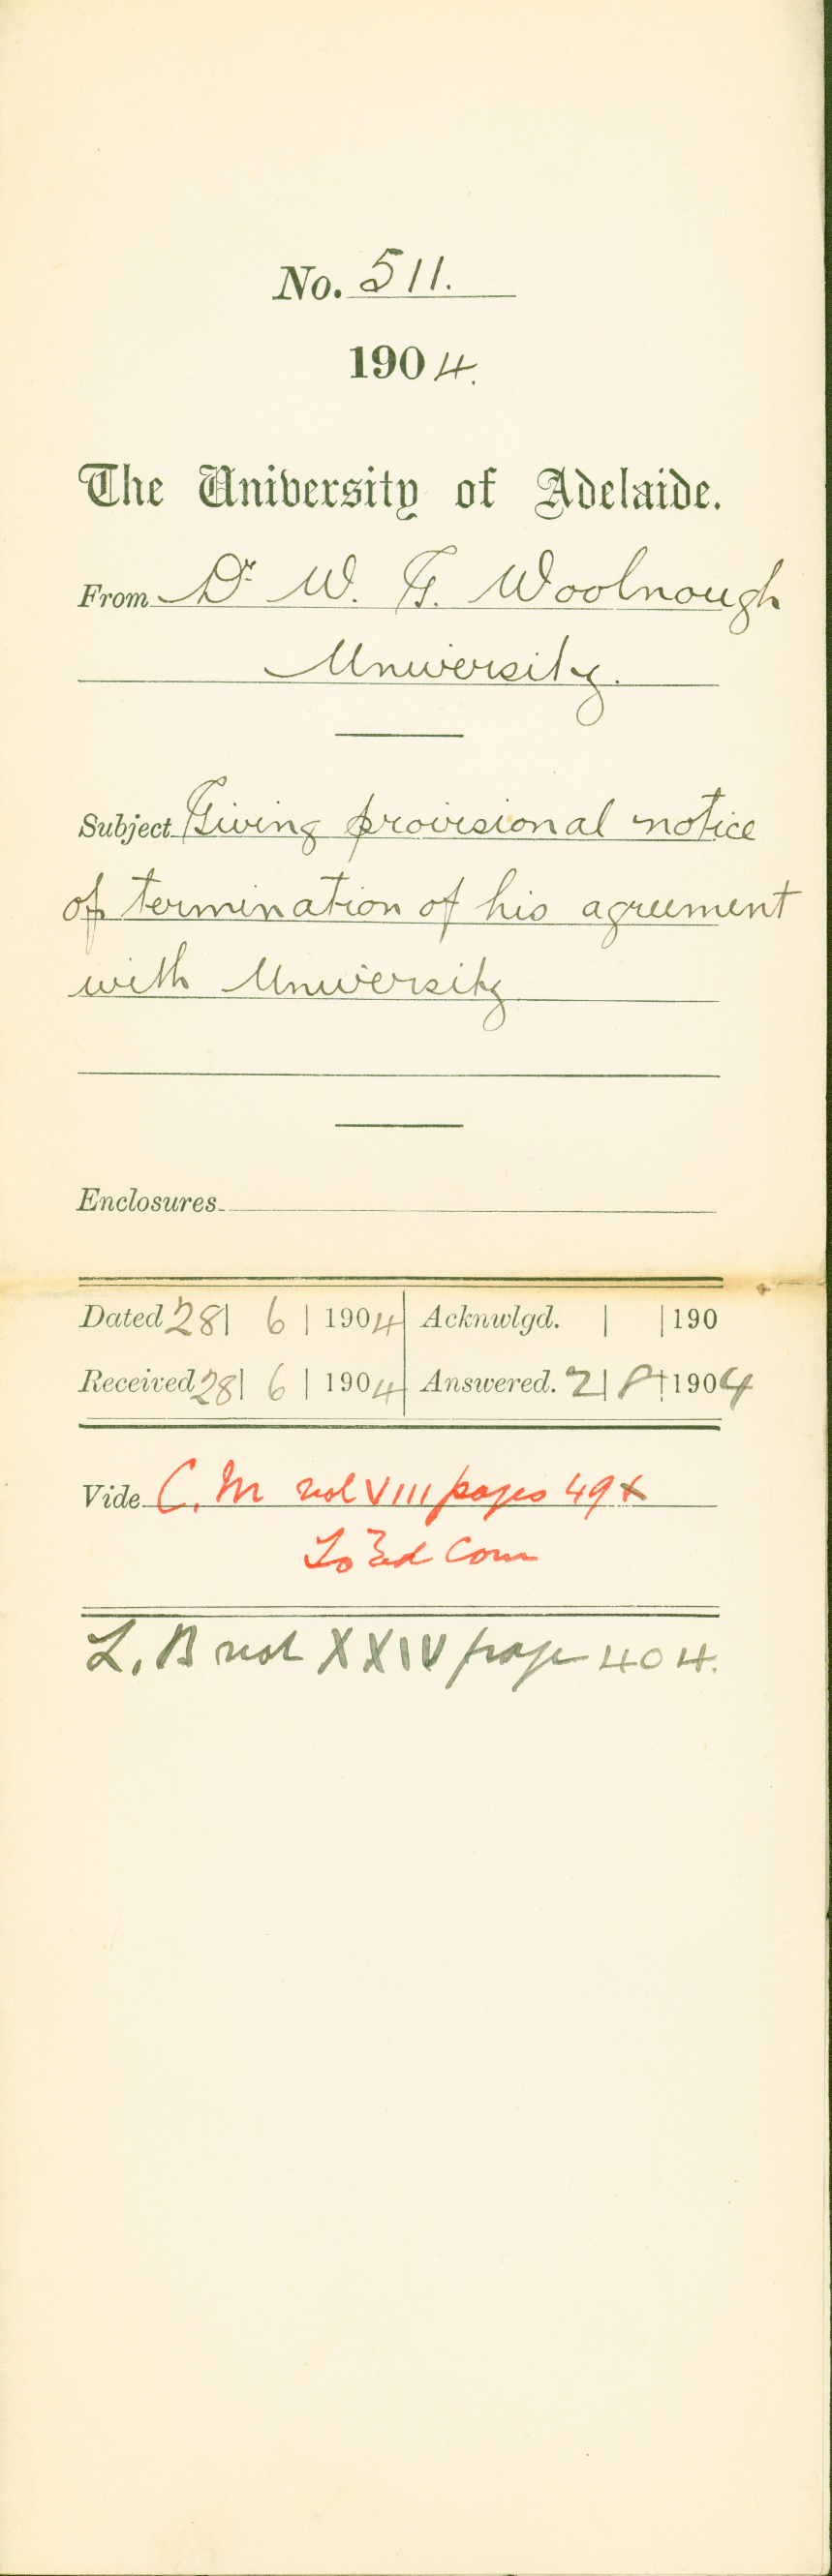 No. 511.
1904.
The University of Adelaide.
From Dr W. G. Woolnough
University.
Subject Giving provisional notice
of termination of his agreement
with University
Enclosures
Dated 28| 6 | 1904 Acknwlgd. | |190
Received 28| 6 | 1904 Answered. 2| 8 |1904
Vide C. M vol VIII pages 49
To Ed Com
L. B vol XXIV page 404.